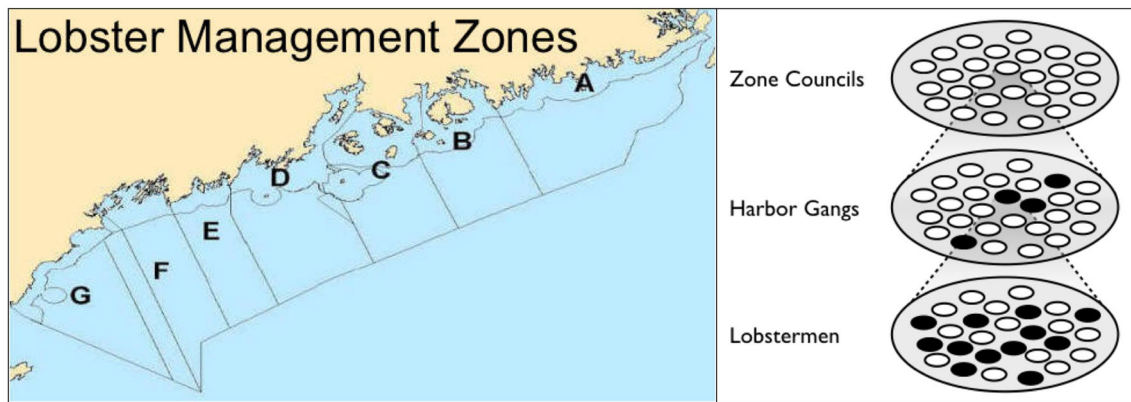 Lobster Management Zones
A
B
C
D
E
F
G
Zone Councils
Harbor Gangs
Lobstermen